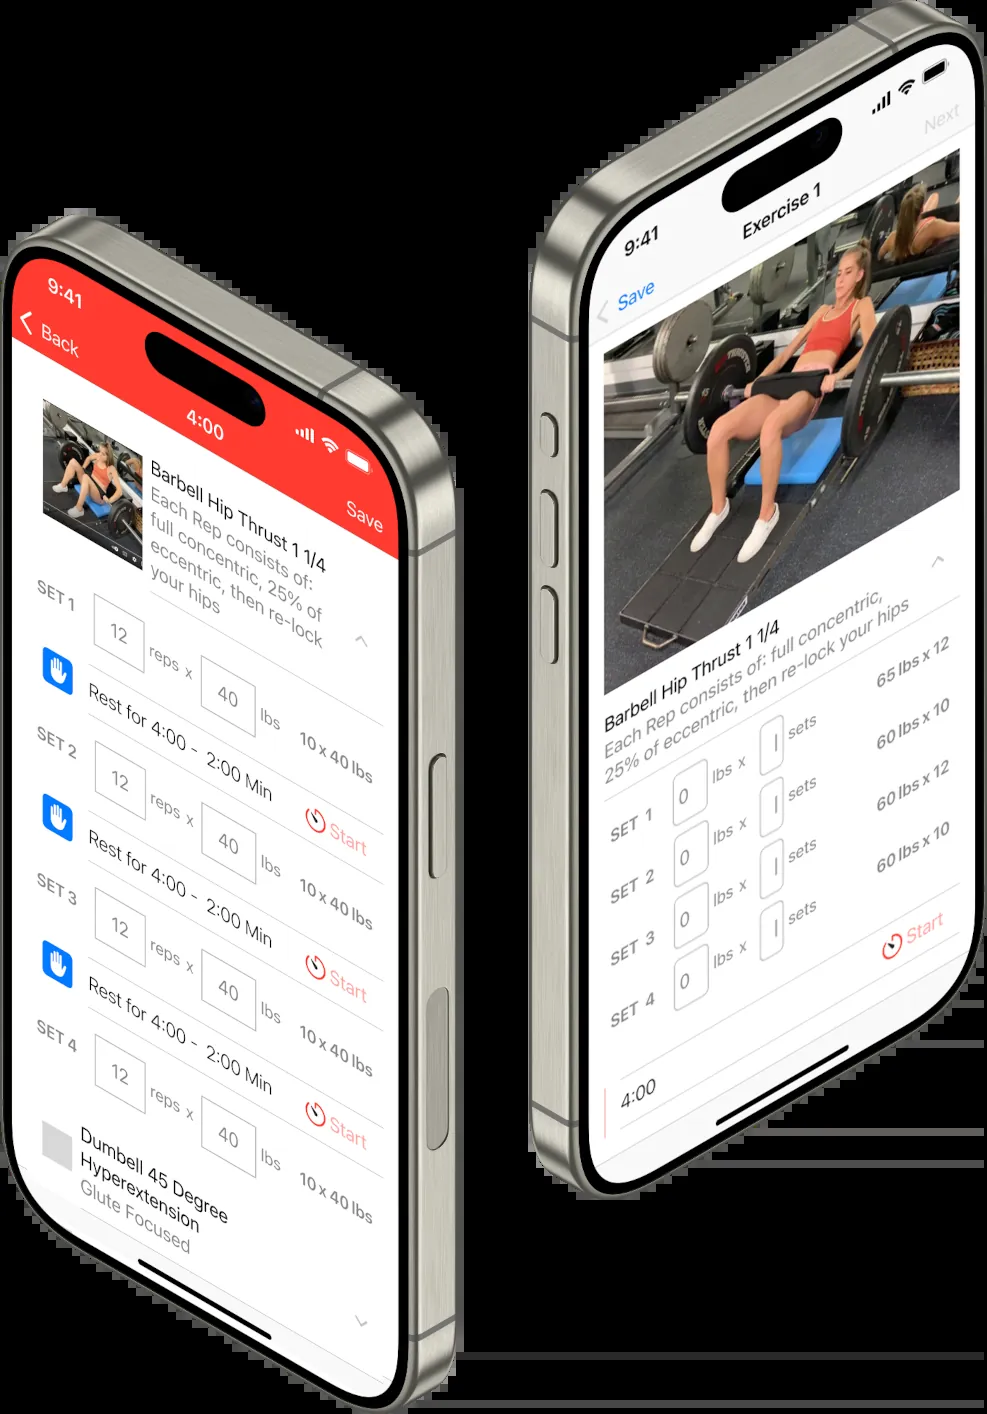 9:41
Back
4:00
Save
Barbell Hip Thrust 1 1/4
Each Rep consists of:
full concentric, 25% of
eccentric, then re-lock
your hips
SET 1
12
reps x
40
lbs
10 x 40 lbs
Rest for 4:00 - 2:00 Min
Start
SET 2
12
reps x
40
lbs
10 x 40 lbs
Rest for 4:00 - 2:00 Min
Start
SET 3
12
reps x
40
lbs
10 x 40 lbs
Rest for 4:00 - 2:00 Min
Start
SET 4
12
reps x
40
lbs
10 x 40 lbs
Dumbell 45 Degree
Hyperextension
Glute Focused
9:41
Save
Exercise 1
Next
Barbell Hip Thrust 1 1/4
Each Rep consists of: full concentric,
25% of eccentric, then re-lock your hips
SET 1
0
lbs x
sets
65 lbs x 12
SET 2
0
lbs x
sets
60 lbs x 10
SET 3
0
lbs x
sets
60 lbs x 12
SET 4
0
lbs x
sets
60 lbs x 10
Start
4:00